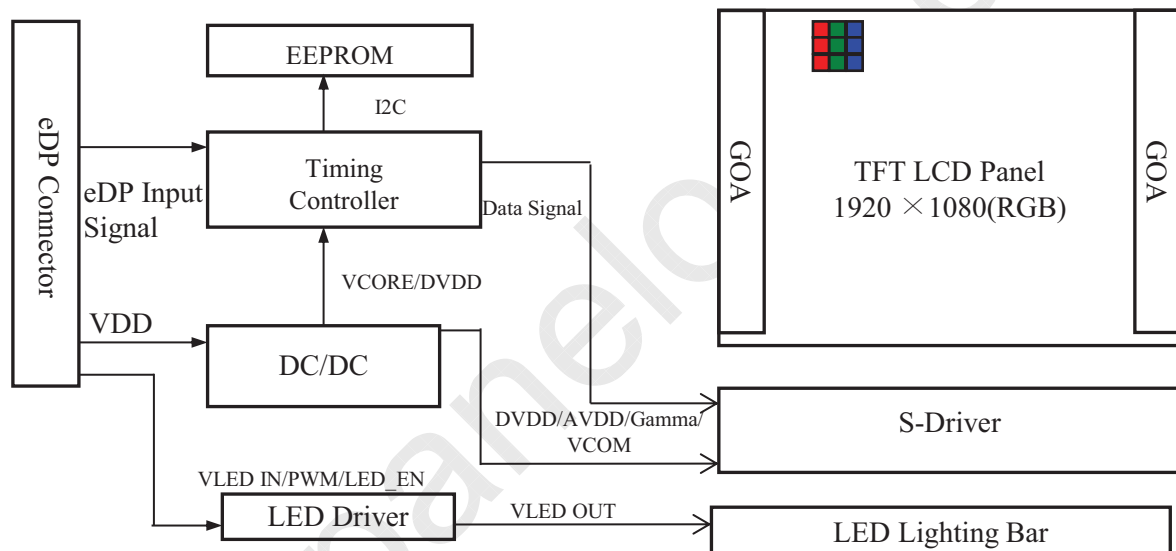 EEPROM
I2C
eDP Connector
Timing
Controller
eDP Input
Signal
Data Signal
VCORE/DVDD
VDD
DC/DC
GOA
TFT LCD Panel
1920 ×1080(RGB)
GOA
DVDD/AVDD/Gamma/
VCOM
S-Driver
VLED IN/PWM/LED_EN
LED Driver
VLED OUT
LED Lighting Bar
panelo